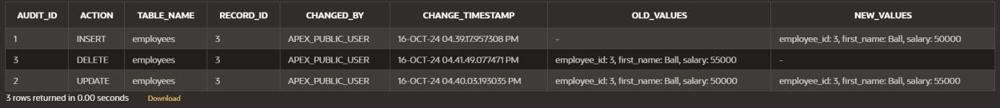 AUDIT_ID ACTION TABLE_NAME RECORD_ID CHANGED_BY CHANGE_TIMESTAMP OLD_VALUES NEW_VALUES
1 INSERT employees 3 APEX_PUBLIC_USER 16-OCT-24 04.39.17.957308 PM - employee_id: 3, first_name: Ball, salary: 50000
3 DELETE employees 3 APEX_PUBLIC_USER 16-OCT-24 04.41.49.077471 PM employee_id: 3, first_name: Ball, salary: 55000 -
2 UPDATE employees 3 APEX_PUBLIC_USER 16-OCT-24 04.40.03.193035 PM employee_id: 3, first_name: Ball, salary: 50000 employee_id: 3, first_name: Ball, salary: 55000
3 rows returned in 0.00 seconds Download